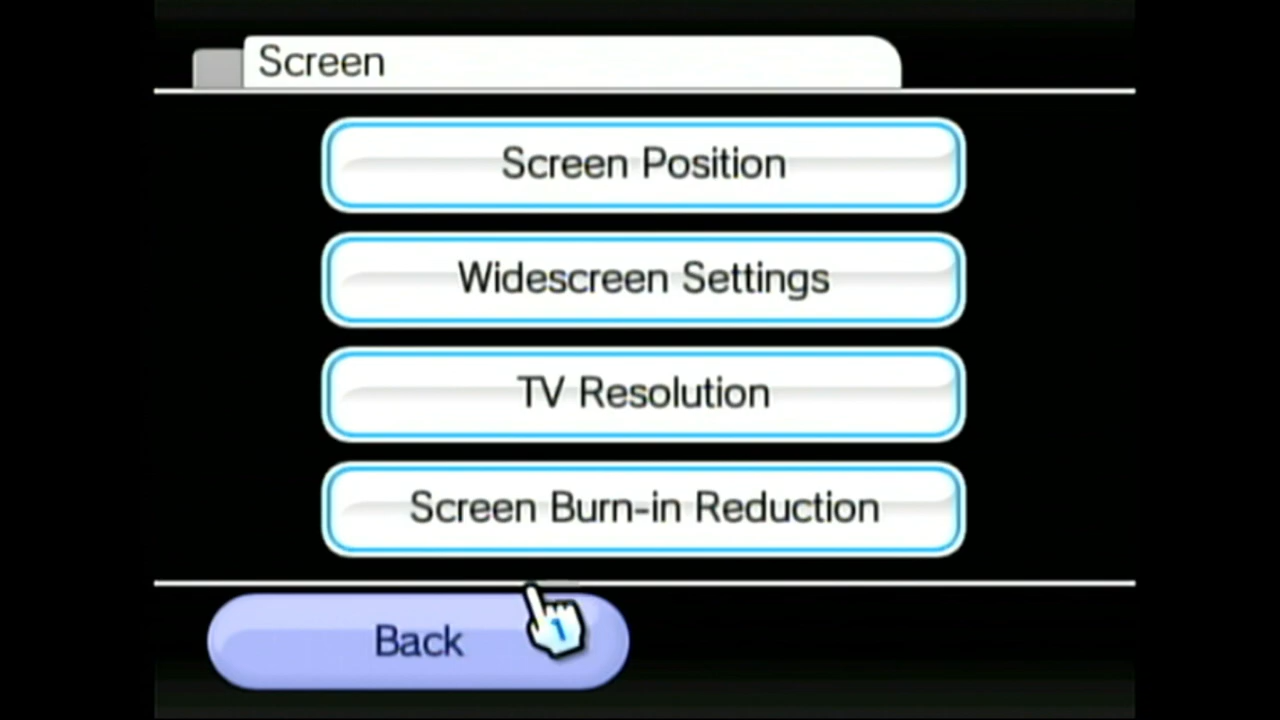 Screen
Screen Position
Widescreen Settings
TV Resolution
Screen Burn-in Reduction
Back
1